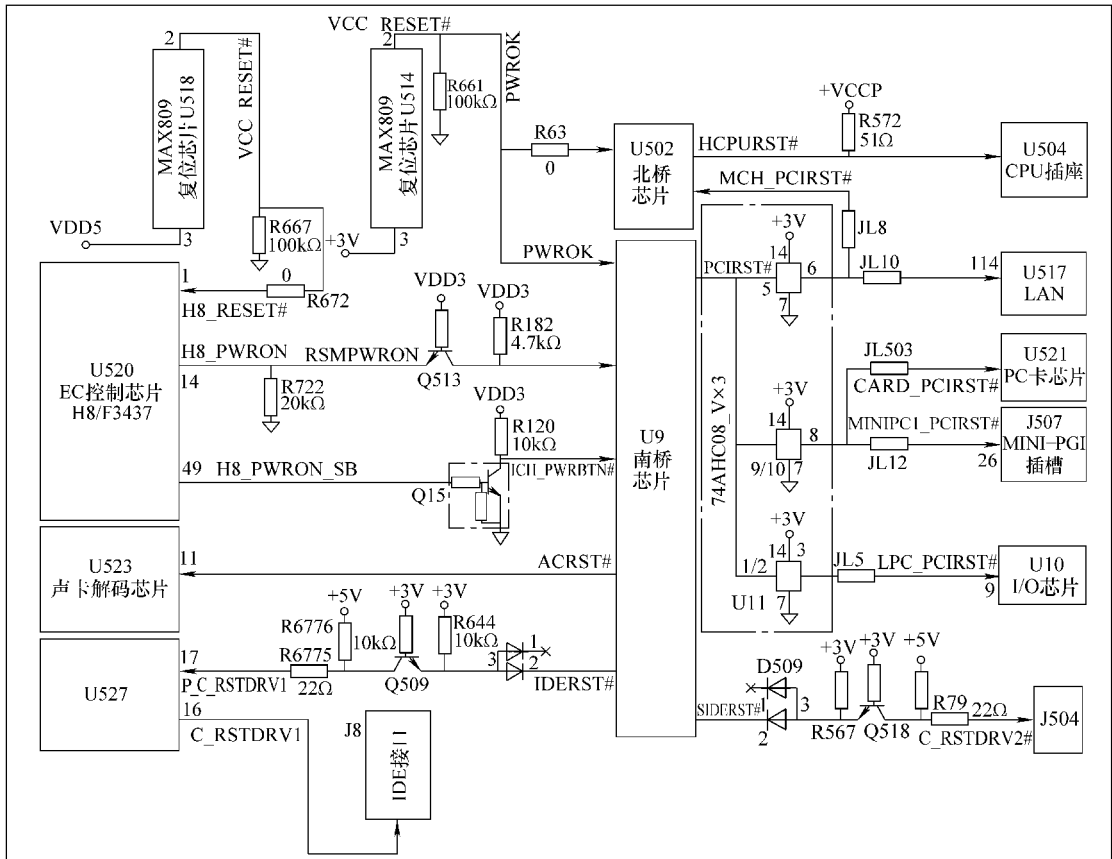 VCC_RESET#
2
MAX809
复位芯片U518
3
VDD5
VCC_RESET#
R667
100kΩ
2
MAX809
复位芯片U514
3
+3V
R661
100kΩ
PWROK
R63
0
U502
北桥
芯片
HCPURST#
+VCCP
R572
51Ω
U504
CPU插座
MCH_PCIRST#
JL8
PWROK
1
0
R672
H8_RESET#
U520
EC控制芯片
H8/F3437
H8_PWRON
14
R722
20kΩ
RSMPWRON
VDD3
Q513
VDD3
R182
4.7kΩ
VDD3
R120
10kΩ
ICH_PWRBTN#
49
H8_PWRON_SB
Q15
U9
南桥
芯片
PCIRST#
74AHC08_V×3
+3V
14
5
6
7
JL10
114
U517
LAN
+3V
14
9/10
7
8
JL503
CARD_PCIRST#
U521
PC卡芯片
MINIPC1_PCIRST#
JL12
26
J507
MINI-PGI
插槽
+3V
14
3
1/2
7
U11
JL5
LPC_PCIRST#
9
U10
I/O芯片
U523
声卡解码芯片
11
ACRST#
U527
17
P_C_RSTDRV1
R6775
22Ω
+5V
R6776
10kΩ
+3V
Q509
+3V
R644
10kΩ
3
1
2
IDERST#
16
C_RSTDRV1
J8
IDE接口
SIDERST#
D509
1
2
3
+3V
R567
+3V
Q518
+5V
R79
22Ω
C_RSTDRV2#
J504